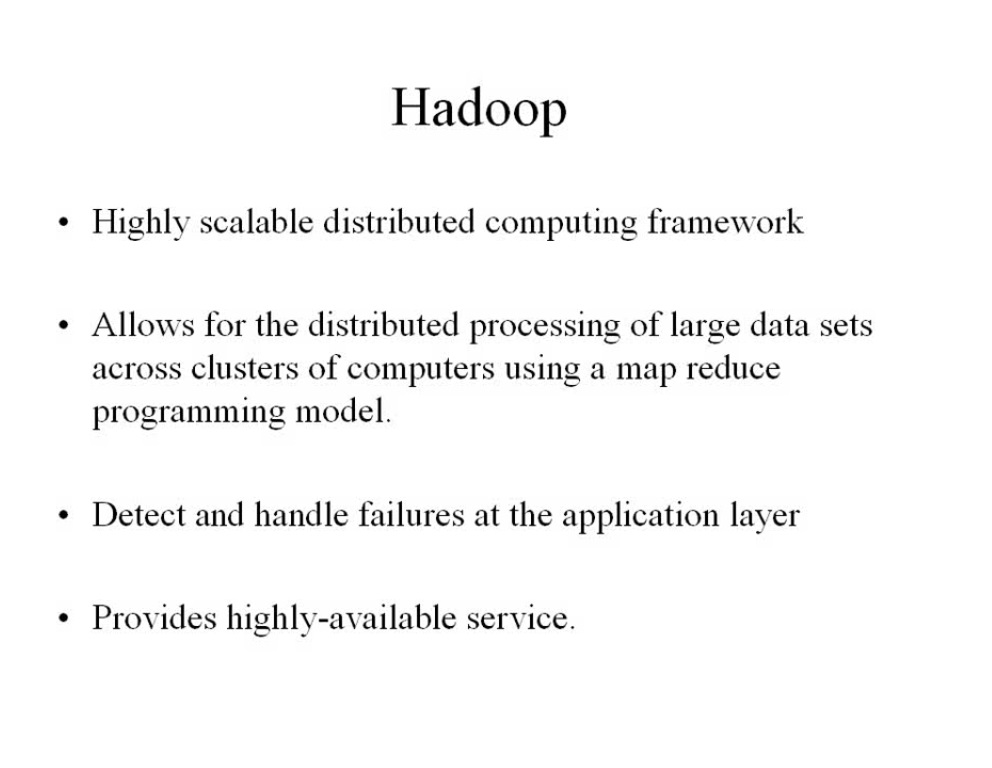 Hadoop
• Highly scalable distributed computing framework
• Allows for the distributed processing of large data sets
across clusters of computers using a map reduce
programming model.
• Detect and handle failures at the application layer
• Provides highly-available service.